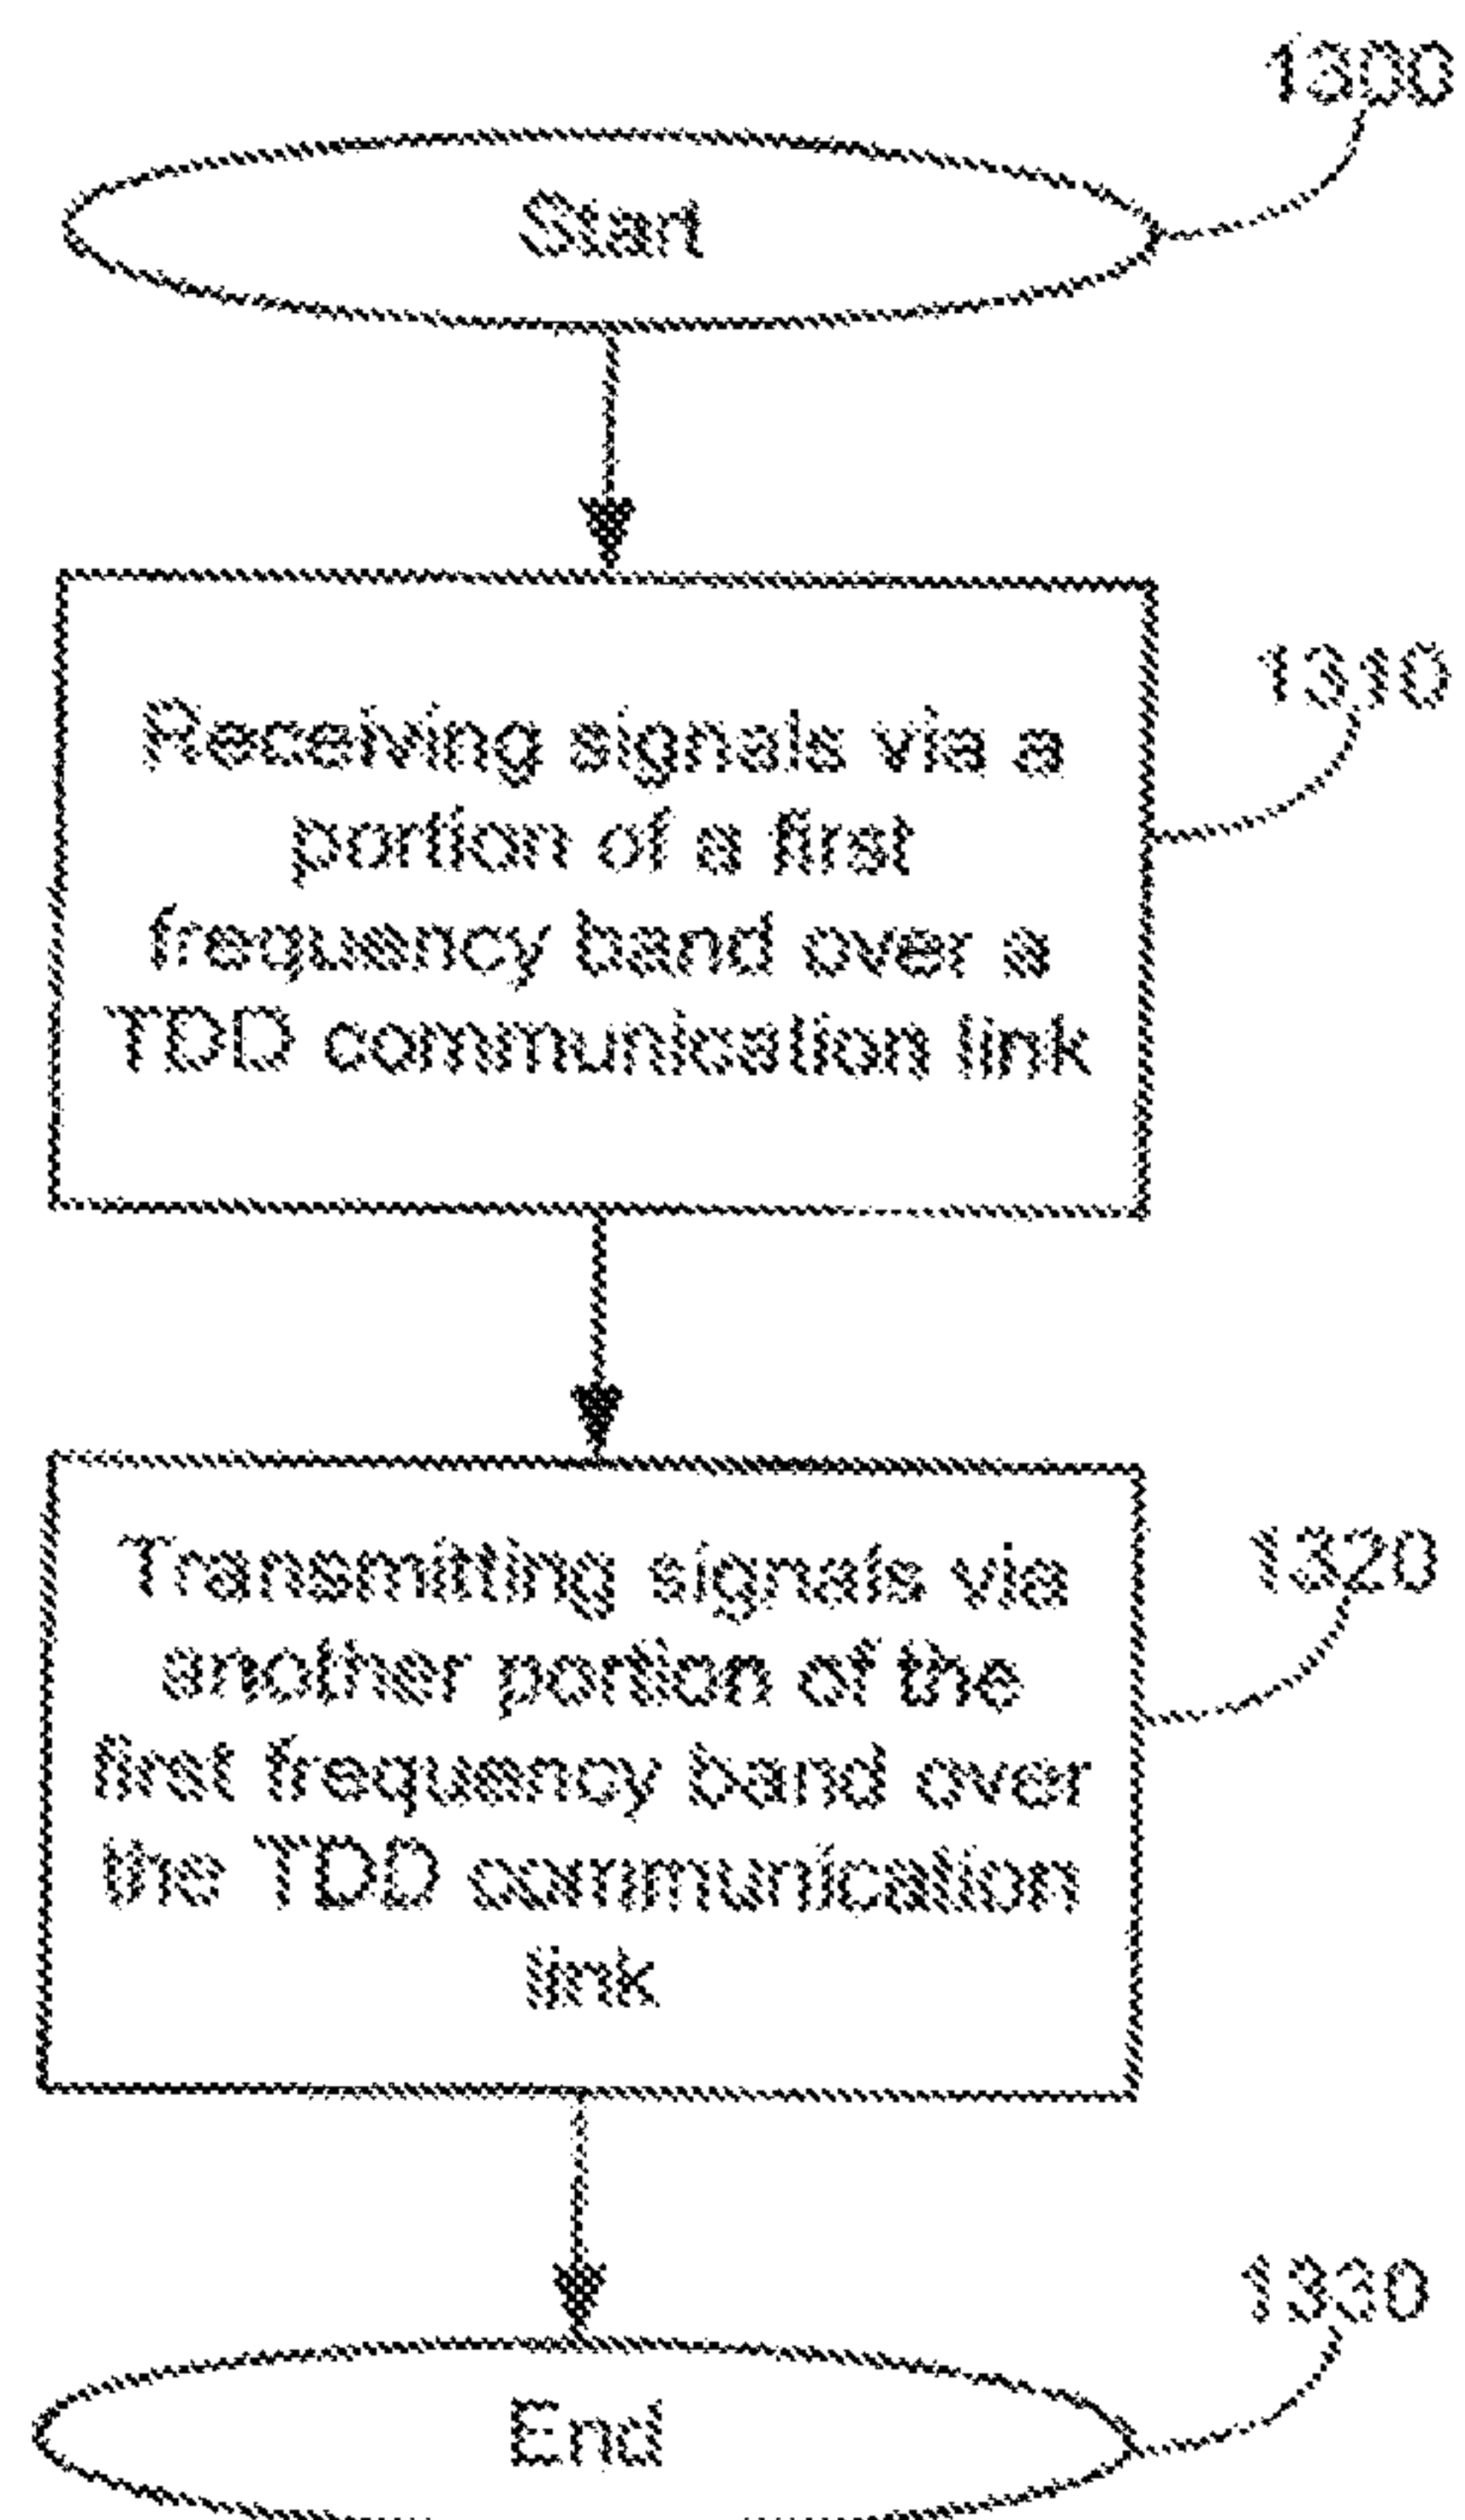 1300
Start
1310
Receiving signals via a
portion of a first
frequency band over a
TDD communication link
1320
Transmitting signals via
another portion of the
first frequency band over
the TDD communication
link
1330
End